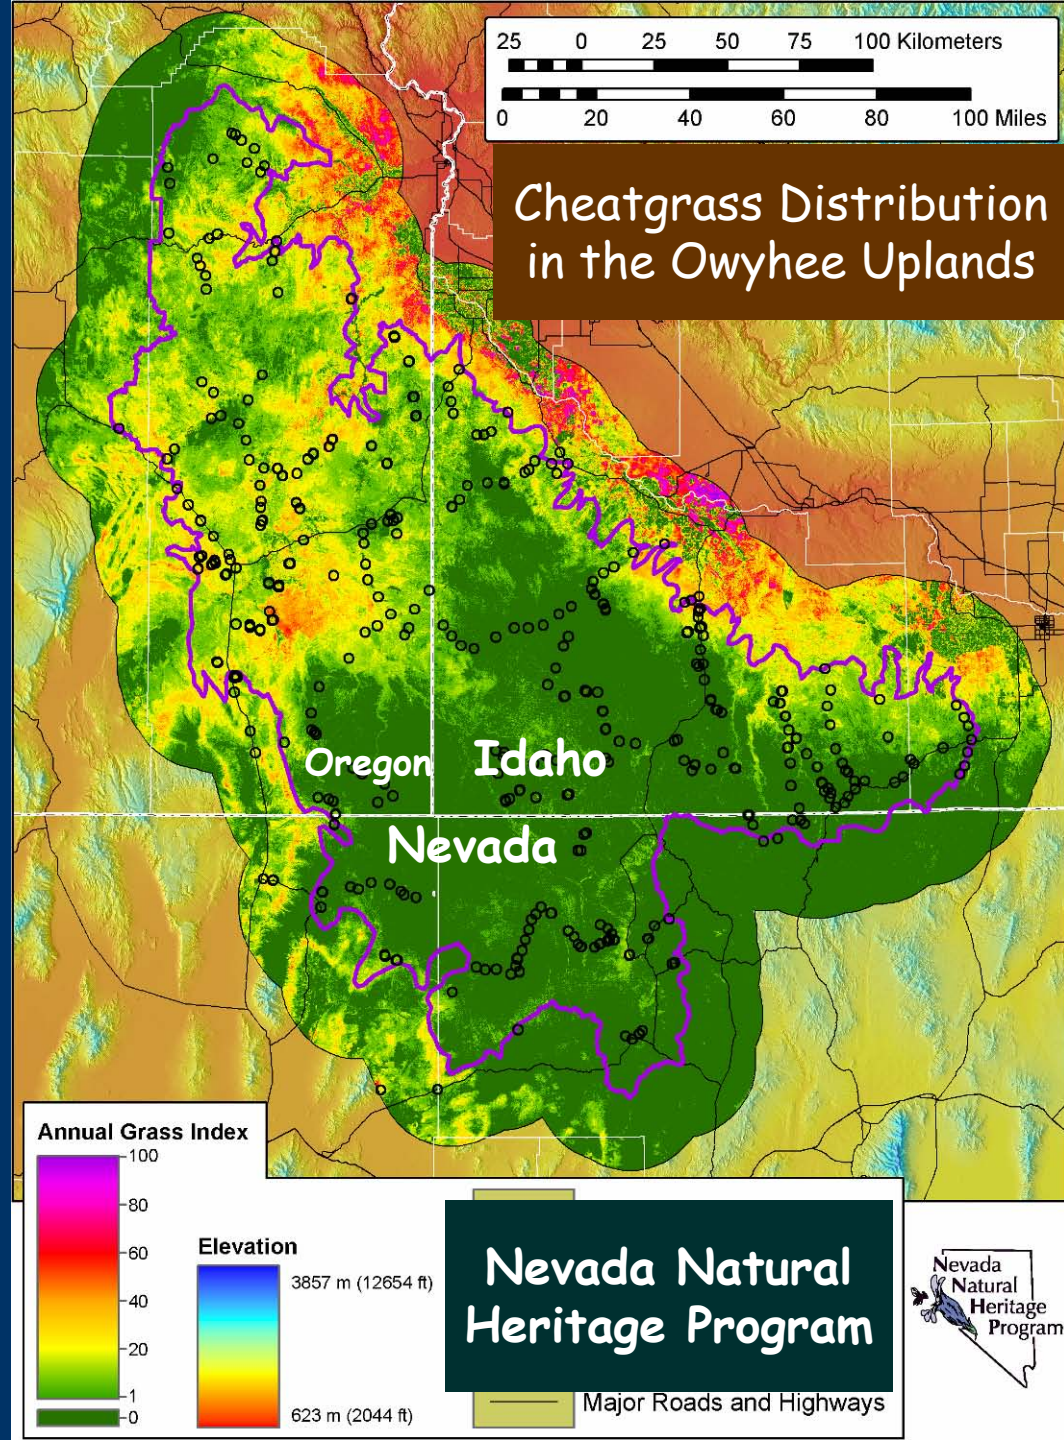 25 0 25 50 75 100 Kilometers
0 20 40 60 80 100 Miles
Cheatgrass Distribution
in the Owyhee Uplands
Oregon
Idaho
Nevada
Annual Grass Index
100
80
60
40
20
1
0
Elevation
3857 m (12654 ft)
623 m (2044 ft)
Nevada Natural
Heritage Program
Major Roads and Highways
Nevada
Natural
Heritage
Program